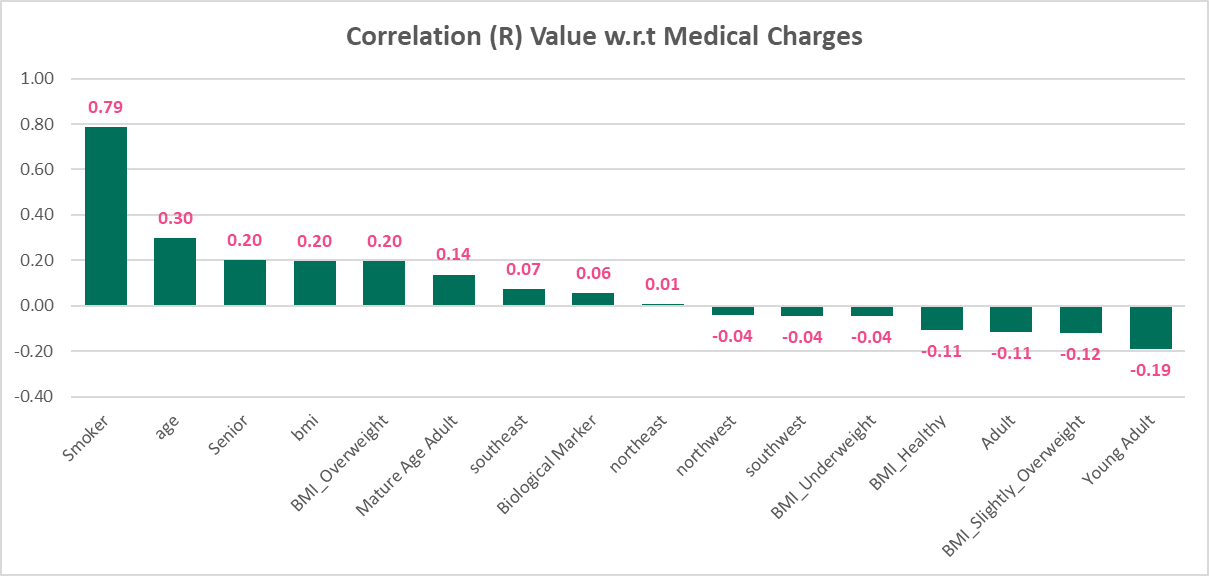 Correlation (R) Value w.r.t Medical Charges
1.00
0.80
0.60
0.40
0.20
0.00
-0.20
-0.40
0.79
0.30
0.20
0.20
0.20
0.14
0.07
0.06
0.01
-0.04
-0.04
-0.04
-0.11
-0.11
-0.12
-0.19
Smoker
age
Senior
bmi
BMI_Overweight
Mature Age Adult
southeast
Biological Marker
northeast
northwest
southwest
BMI_Underweight
BMI_Healthy
Adult
BMI_Slightly_Overweight
Young Adult